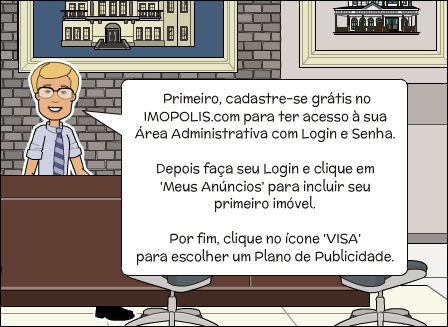 Primeiro, cadastre-se grátis no
IMOPOLIS.com para ter acesso à sua
Área Administrativa com Login e Senha.
Depois faça seu Login e clique em
'Meus Anúncios' para incluir seu
primeiro imóvel.
Por fim, clique no ícone 'VISA'
para escolher um Plano de Publicidade.